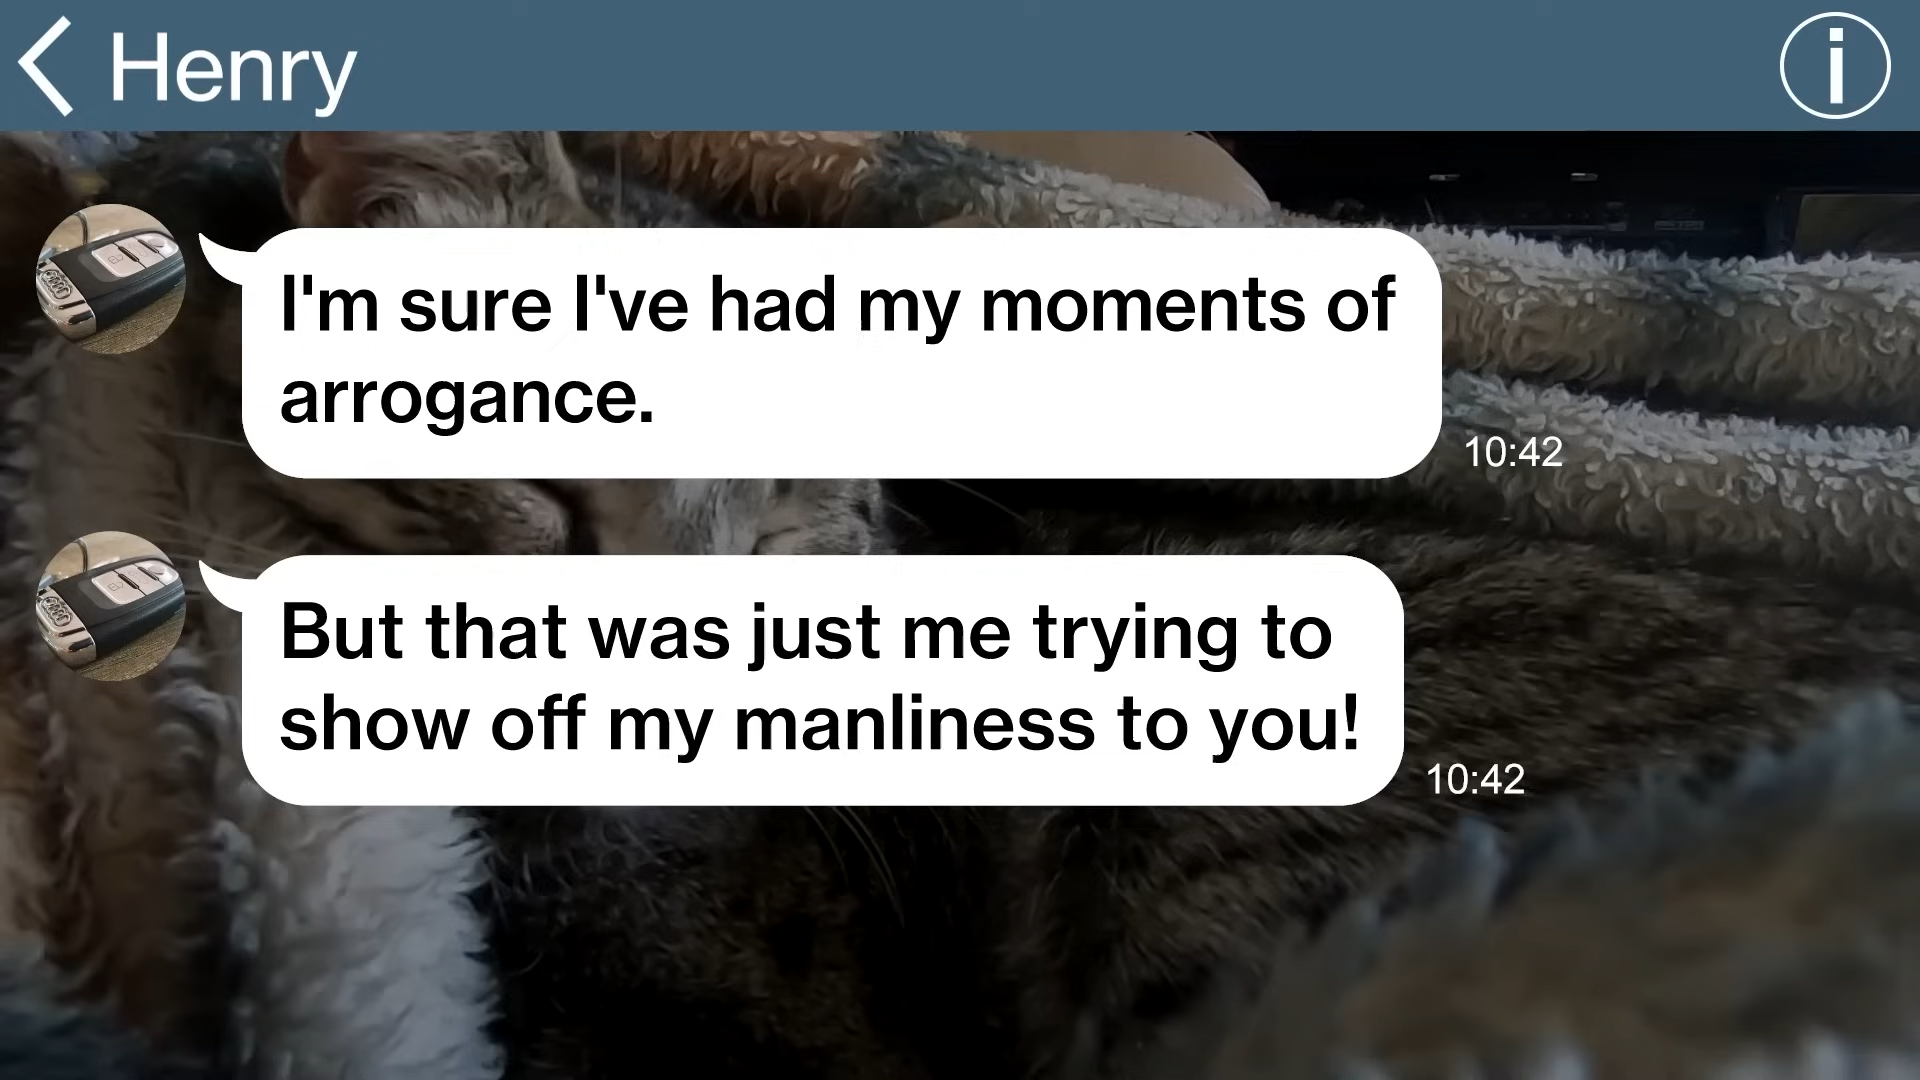 Henry
I'm sure I've had my moments of
arrogance.
10:42
But that was just me trying to
show off my manliness to you!
10:42